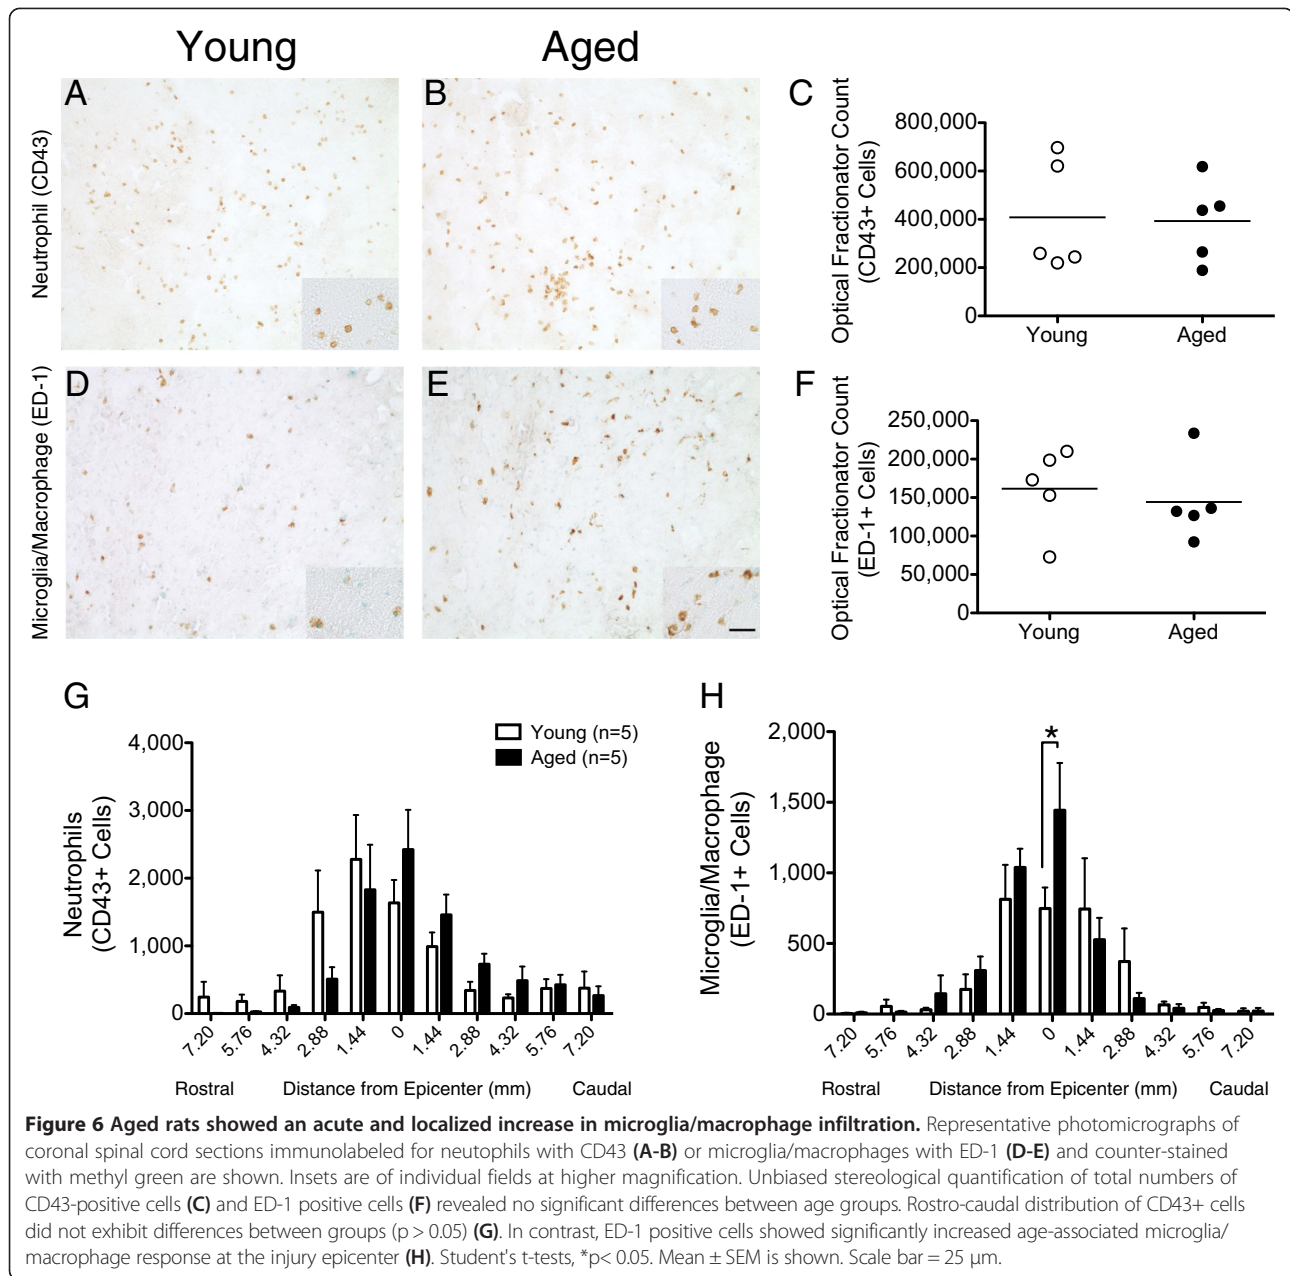 Young Aged
Neutrophil (CD43)
A
B
C
Optical Fractionator Count
(CD43+ Cells)
800,000
600,000
400,000
200,000
0
Young Aged
Microglia/Macrophage (ED-1)
D
E
F
Optical Fractionator Count
(ED-1+ Cells)
250,000
200,000
150,000
100,000
50,000
0
Young Aged
G
Neutrophils
(CD43+ Cells)
4,000
3,000
2,000
1,000
0
Young (n=5)
Aged (n=5)
7.20 5.76 4.32 2.88 1.44 0 1.44 2.88 4.32 5.76 7.20
Rostral Distance from Epicenter (mm) Caudal
H
Microglia/Macrophage
(ED-1+ Cells)
2,000
1,500
1,000
500
0
*
7.20 5.76 4.32 2.88 1.44 0 1.44 2.88 4.32 5.76 7.20
Rostral Distance from Epicenter (mm) Caudal
Figure 6 Aged rats showed an acute and localized increase in microglia/macrophage infiltration. Representative photomicrographs of
coronal spinal cord sections immunolabeled for neutophils with CD43 (A-B) or microglia/macrophages with ED-1 (D-E) and counter-stained
with methyl green are shown. Insets are of individual fields at higher magnification. Unbiased stereological quantification of total numbers of
CD43-positive cells (C) and ED-1 positive cells (F) revealed no significant differences between age groups. Rostro-caudal distribution of CD43+ cells
did not exhibit differences between groups (p > 0.05) (G). In contrast, ED-1 positive cells showed significantly increased age-associated microglia/
macrophage response at the injury epicenter (H). Student's t-tests, *p< 0.05. Mean ± SEM is shown. Scale bar = 25 μm.